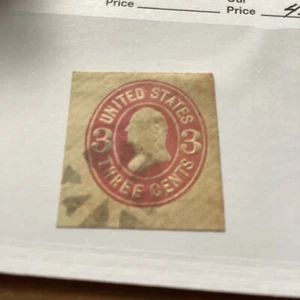 Price
Our
Price
UNITED STATES
3 3
THREE CENTS